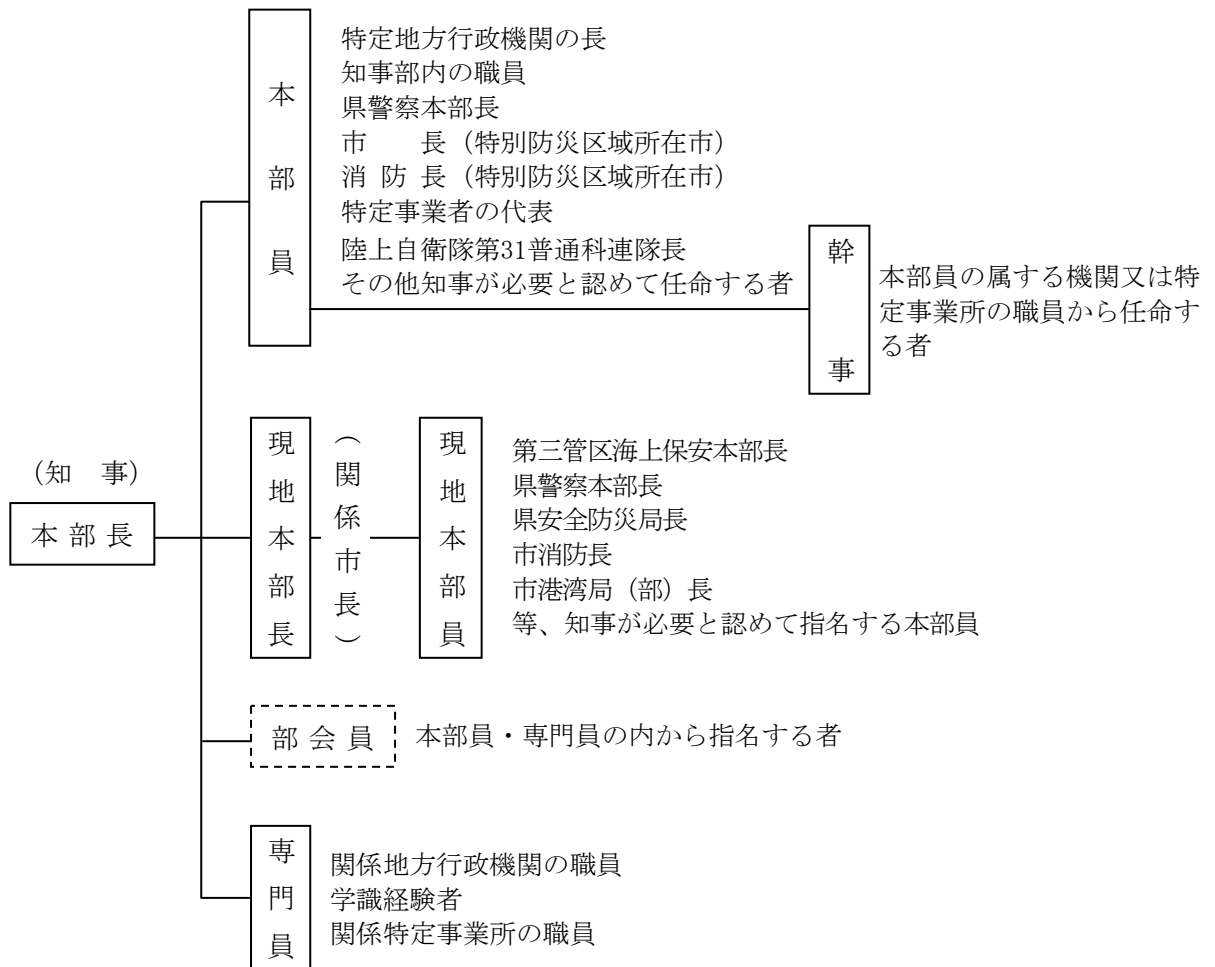 (知　事)
本 部 長
本部員
特定地方行政機関の長
知事部内の職員
県警察本部長
市　　長（特別防災区域所在市）
消 防 長（特別防災区域所在市）
特定事業者の代表
陸上自衛隊第31普通科連隊長
その他知事が必要と認めて任命する者
幹事
本部員の属する機関又は特
定事業所の職員から任命す
る者
現地本部長
（関係市長）
現地本部員
第三管区海上保安本部長
県警察本部長
県安全防災局長
市消防長
市港湾局（部）長
等、知事が必要と認めて指名する本部員
部 会 員
本部員・専門員の内から指名する者
専門員
関係地方行政機関の職員
学識経験者
関係特定事業所の職員